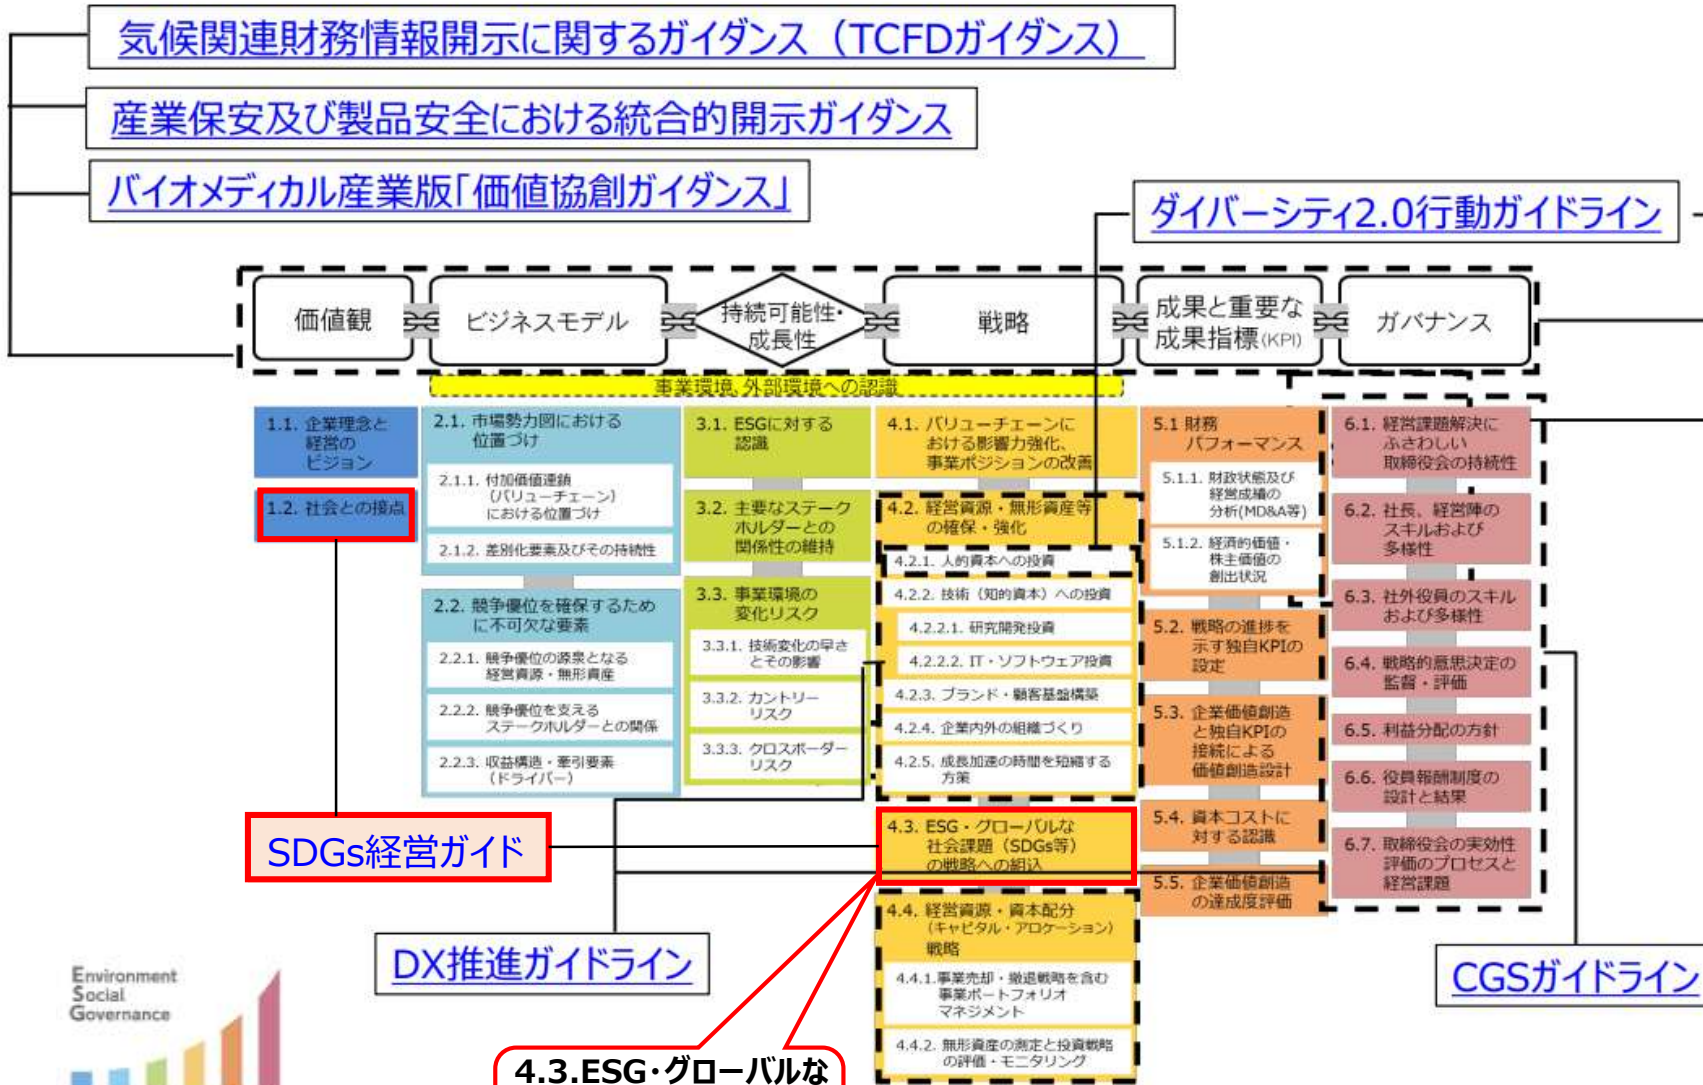 気候関連財務情報開示に関するガイダンス（TCFDガイダンス）
産業保安及び製品安全における統合的開示ガイダンス
バイオメディカル産業版「価値協創ガイダンス」
ダイバーシティ2.0行動ガイドライン
価値観
ビジネスモデル
持続可能性・
成長性
戦略
成果と重要な
成果指標(KPI)
ガバナンス
事業環境、外部環境への認識
1.1. 企業理念と
経営の
ビジョン
1.2. 社会との接点
2.1. 市場勢力図における
位置づけ
2.1.1. 付加価値連鎖
（バリューチェーン）
における位置づけ
2.1.2. 差別化要素及びその持続性
2.2. 競争優位を確保するため
に不可欠な要素
2.2.1. 競争優位の源泉となる
経営資源・無形資産
2.2.2. 競争優位を支える
ステークホルダーとの関係
2.2.3. 収益構造・牽引要素
（ドライバー）
3.1. ESGに対する
認識
3.2. 主要なステーク
ホルダーとの
関係性の維持
3.3. 事業環境の
変化リスク
3.3.1. 技術変化の早さ
とその影響
3.3.2. カントリー
リスク
3.3.3. クロスボーダー
リスク
4.1. バリューチェーンに
おける影響力強化、
事業ポジションの改善
4.2. 経営資源・無形資産等
の確保・強化
4.2.1. 人的資本への投資
4.2.2. 技術（知的資本）への投資
4.2.2.1. 研究開発投資
4.2.2.2. IT・ソフトウェア投資
4.2.3. ブランド・顧客基盤構築
4.2.4. 企業内外の組織づくり
4.2.5. 成長加速の時間を短縮する
方策
4.3. ESG・グローバルな
社会課題（SDGs等）
の戦略への組込
4.4. 経営資源・資本配分
（キャピタル・アロケーション）
戦略
4.4.1.事業売却・撤退戦略を含む
事業ポートフォリオ
マネジメント
4.4.2. 無形資産の測定と投資戦略
の評価・モニタリング
5.1 財務
パフォーマンス
5.1.1. 財政状態及び
経営成績の
分析(MD&A等)
5.1.2. 経済的価値・
株主価値の
創出状況
5.2. 戦略の進捗を
示す独自KPIの
設定
5.3. 企業価値創造
と独自KPIの
接続による
価値創造設計
5.4. 資本コストに
対する認識
5.5. 企業価値創造
の達成度評価
6.1. 経営課題解決に
ふさわしい
取締役会の持続性
6.2. 社長、経営陣の
スキルおよび
多様性
6.3. 社外役員のスキル
および多様性
6.4. 戦略的意思決定の
監督・評価
6.5. 利益分配の方針
6.6. 役員報酬制度の
設計と結果
6.7. 取締役会の実効性
評価のプロセスと
経営課題
SDGs経営ガイド
DX推進ガイドライン
CGSガイドライン
Environment
Social
Governance
4.3.ESG・グローバルな